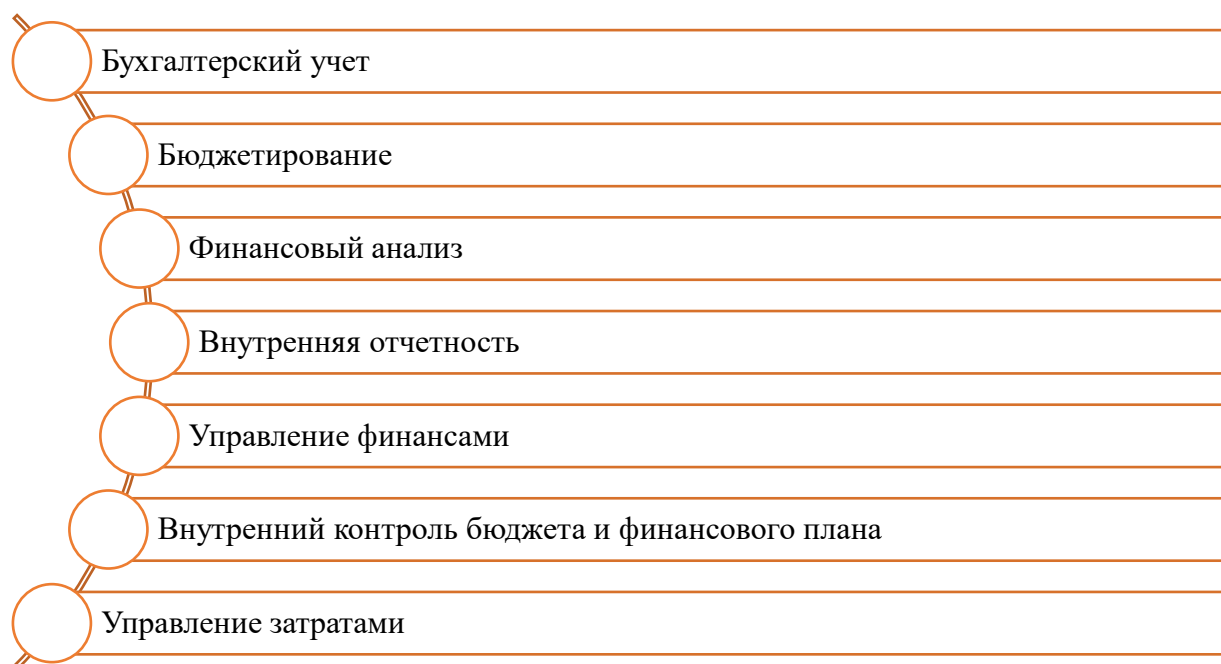 Бухгалтерский учет
Бюджетирование
Финансовый анализ
Внутренняя отчетность
Управление финансами
Внутренний контроль бюджета и финансового плана
Управление затратами